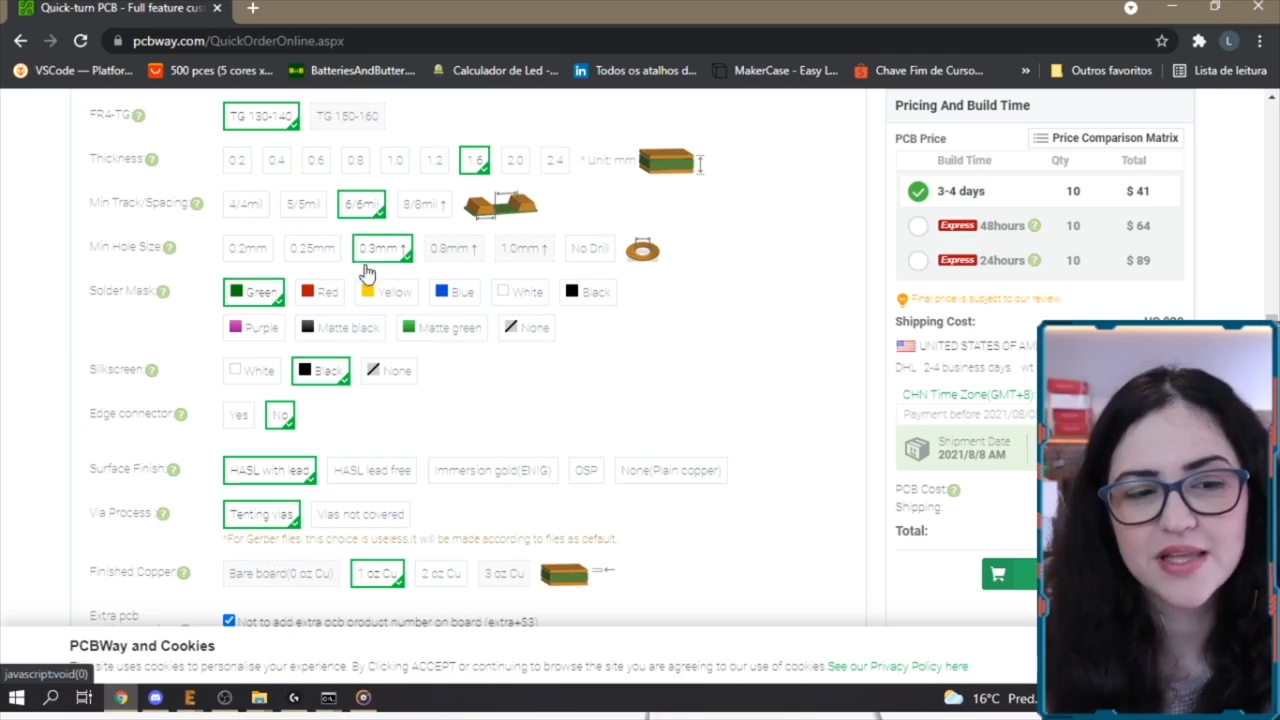 Quick-turn PCB - Full feature cus
pcbway.com/QuickOrderOnline.aspx
L
VSCode — Platfor...
500 pces (5 cores x...
BatteriesAndButter....
Calculador de Led -...
Todos os atalhos d...
MakerCase - Easy L...
Chave Fim de Curso...
»
Outros favoritos
Lista de leitura
FR4-TG
TG 130-140
TG 150-160
Thickness
0.2
0.4
0.6
0.8
1.0
1.2
1.6
2.0
2.4
* Unit: mm
Min Track/Spacing
4/4mil
5/5mil
6/6mil
8/8mil ↑
Min Hole Size
0.2mm
0.25mm
0.3mm ↑
0.8mm ↑
1.0mm ↑
No Drill
Solder Mask
Green
Red
Yellow
Blue
White
Black
Purple
Matte black
Matte green
None
Silkscreen
White
Black
None
Edge connector
Yes
No
Surface Finish
HASL with lead
HASL lead free
Immersion gold(ENIG)
OSP
None(Plain copper)
Via Process
Tenting vias
Vias not covered
*For Gerber files, this choice is useless.It will be made according to files as default.
Finished Copper
Bare board(0 oz Cu)
1 oz Cu
2 oz Cu
3 oz Cu
Extra pcb
Not to add extra pcb product number on board (extra+$3)
Pricing And Build Time
PCB Price
Price Comparison Matrix
Build Time
Qty
Total
3-4 days
10
$ 41
Express 48hours
10
$ 64
Express 24hours
10
$ 89
Final price is subject to our review.
Shipping Cost:
UNITED STATES OF AM
DHL 2-4 business days, wt
CHN Time Zone(GMT+8):
Payment before 2021/08/0
Shipment Date
2021/8/8 AM
PCB Cost
Shipping:
Total:
PCBWay and Cookies
This site uses cookies to personalise your experience. By Clicking ACCEPT or continuing to browse the site you are agreeing to our use of cookies.See our Privacy Policy here.
javascript:void(0)
16°C Pred.